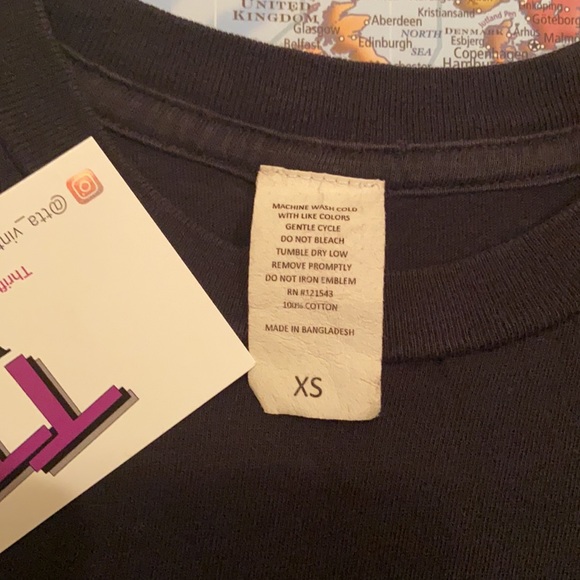 UNITED
KINGDOM
Glasgow
Aberdeen
Edinburgh
Belfast
NORTH
SEA
Kristiansand
DENMARK
Esbjerg
Copenhagen
Göteborg
@tta_vint
Thrift
MACHINE WASH COLD
WITH LIKE COLORS
GENTLE CYCLE
DO NOT BLEACH
TUMBLE DRY LOW
REMOVE PROMPTLY
DO NOT IRON EMBLEM
RN #121543
100% COTTON
MADE IN BANGLADESH
XS